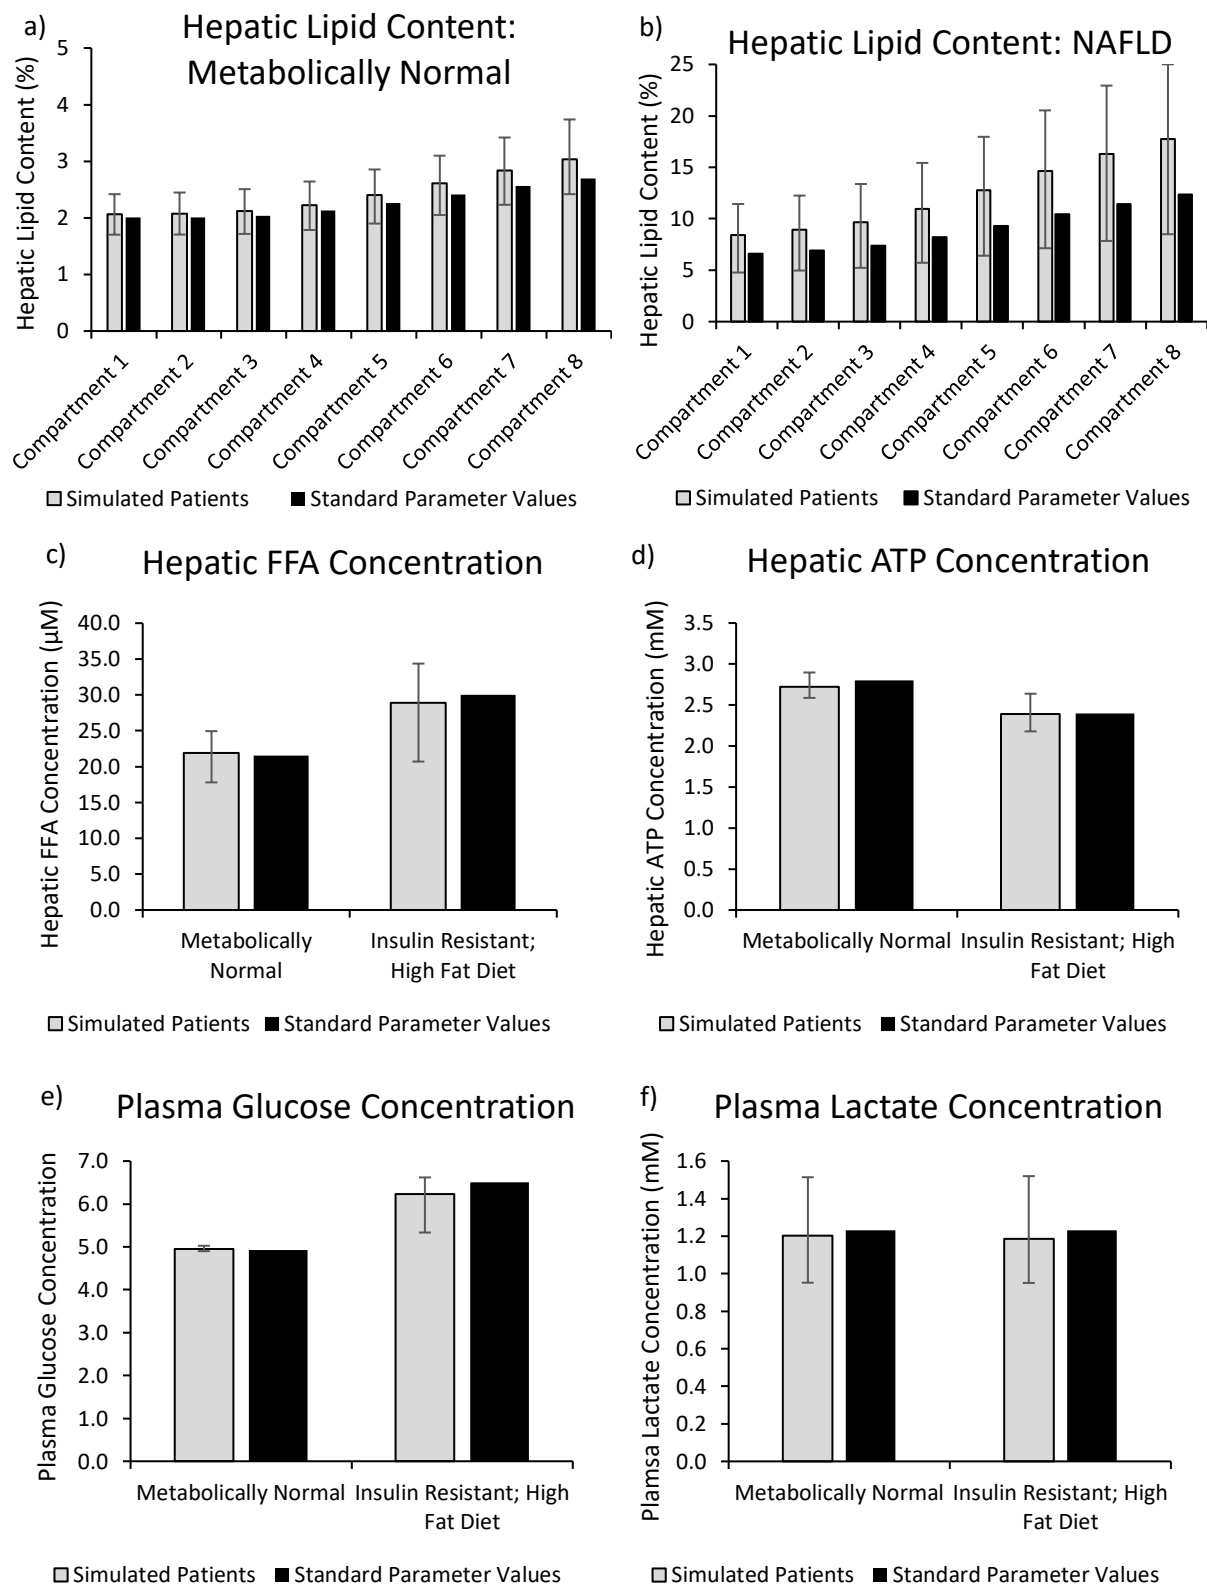 a)
Hepatic Lipid Content:
Metabolically Normal
Hepatic Lipid Content (%)
5
4
3
2
1
0
Compartment 1
Compartment 2
Compartment 3
Compartment 4
Compartment 5
Compartment 6
Compartment 7
Compartment 8
Simulated Patients Standard Parameter Values
b)
Hepatic Lipid Content: NAFLD
Hepatic Lipid Content (%)
25
20
15
10
5
0
Compartment 1
Compartment 2
Compartment 3
Compartment 4
Compartment 5
Compartment 6
Compartment 7
Compartment 8
Simulated Patients Standard Parameter Values
c)
Hepatic FFA Concentration
Hepatic FFA Concentration (µM)
40.0
35.0
30.0
25.0
20.0
15.0
10.0
5.0
0.0
Metabolically
Normal
Insulin Resistant;
High Fat Diet
Simulated Patients Standard Parameter Values
d)
Hepatic ATP Concentration
Hepatic ATP Concentration (mM)
3.5
3.0
2.5
2.0
1.5
1.0
0.5
0.0
Metabolically Normal
Insulin Resistant; High
Fat Diet
Simulated Patients Standard Parameter Values
e)
Plasma Glucose Concentration
Plasma Glucose Concentration
7.0
6.0
5.0
4.0
3.0
2.0
1.0
0.0
Metabolically Normal
Insulin Resistant; High
Fat Diet
Simulated Patients Standard Parameter Values
f)
Plasma Lactate Concentration
Plamsa Lactate Concentration (mM)
1.6
1.4
1.2
1.0
0.8
0.6
0.4
0.2
0.0
Metabolically Normal
Insulin Resistant; High
Fat Diet
Simulated Patients Standard Parameter Values